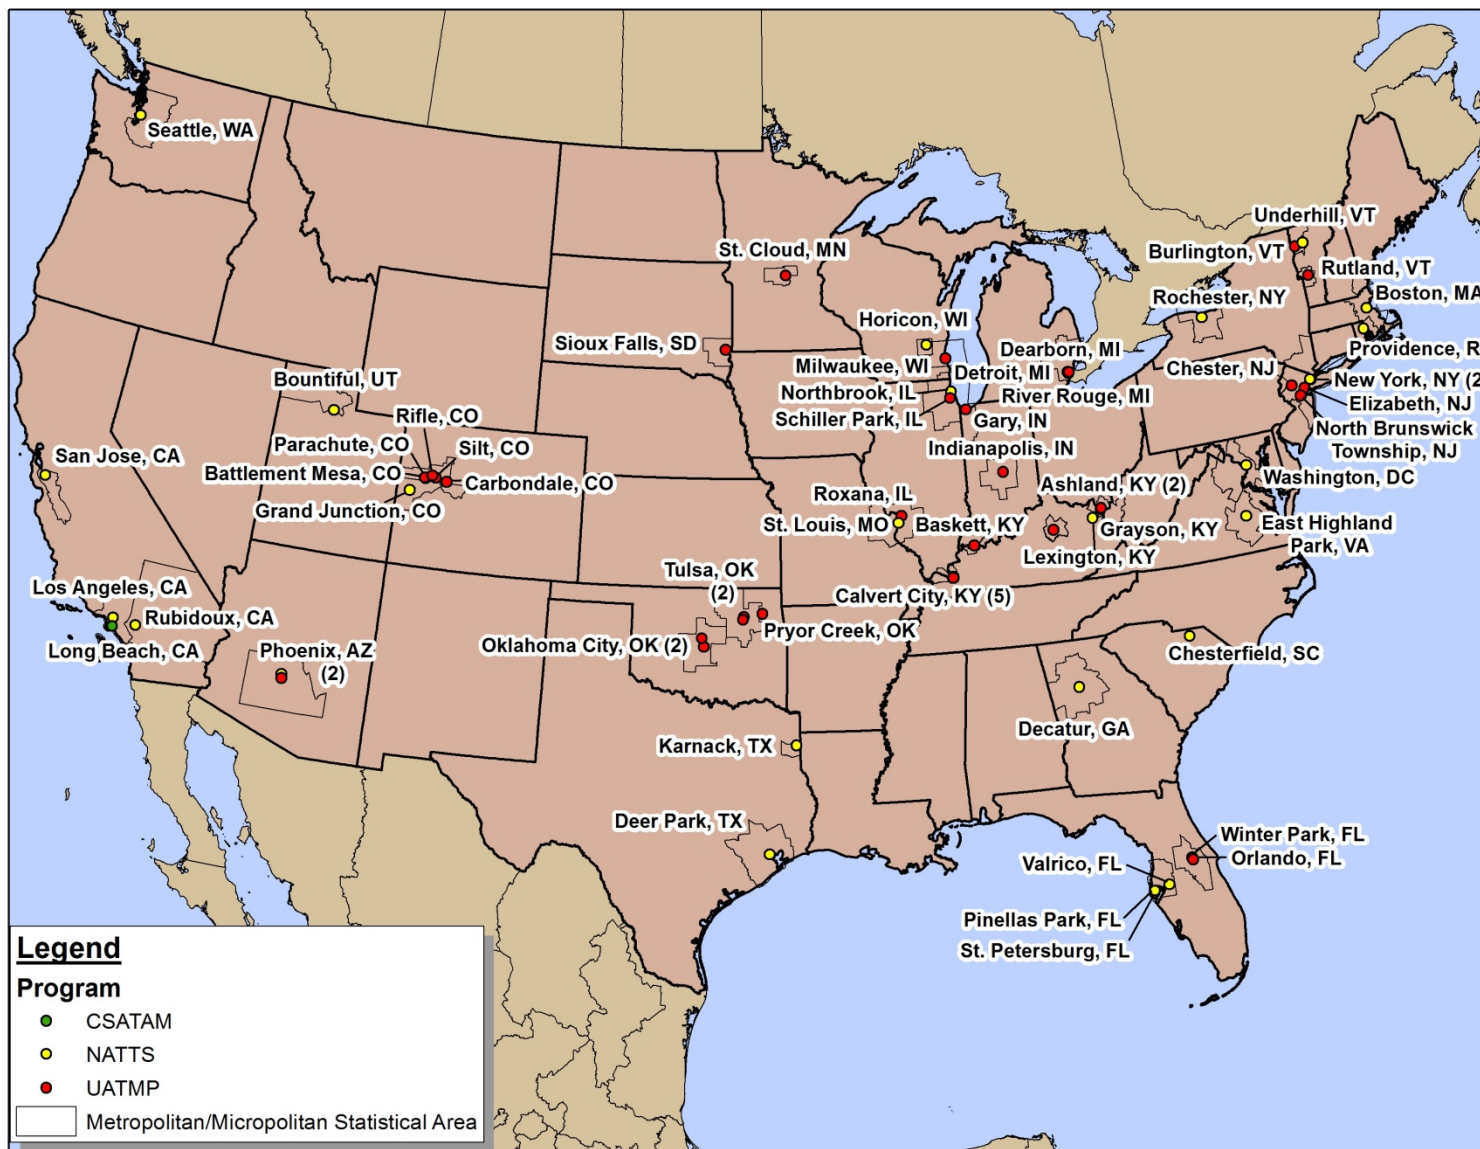 Seattle, WA
Underhill, VT
St. Cloud, MN
Burlington, VT
Rutland, VT
Boston, MA
Rochester, NY
Horicon, WI
Sioux Falls, SD
Dearborn, MI
Providence, R
Milwaukee, WI
Detroit, MI
Chester, NJ
Bountiful, UT
New York, NY (2
Northbrook, IL
River Rouge, MI
Elizabeth, NJ
Rifle, CO
Schiller Park, IL
Gary, IN
North Brunswick
Township, NJ
Parachute, CO
Silt, CO
Indianapolis, IN
San Jose, CA
Battlement Mesa, CO
Carbondale, CO
Washington, DC
Ashland, KY (2)
Roxana, IL
Grand Junction, CO
St. Louis, MO
Baskett, KY
Grayson, KY
East Highland
Park, VA
Lexington, KY
Tulsa, OK
(2)
Los Angeles, CA
Calvert City, KY (5)
Rubidoux, CA
Pryor Creek, OK
Long Beach, CA
Phoenix, AZ
(2)
Oklahoma City, OK (2)
Chesterfield, SC
Decatur, GA
Karnack, TX
Deer Park, TX
Winter Park, FL
Orlando, FL
Valrico, FL
Pinellas Park, FL
St. Petersburg, FL
Legend
Program
CSATAM
NATTS
UATMP
Metropolitan/Micropolitan Statistical Area